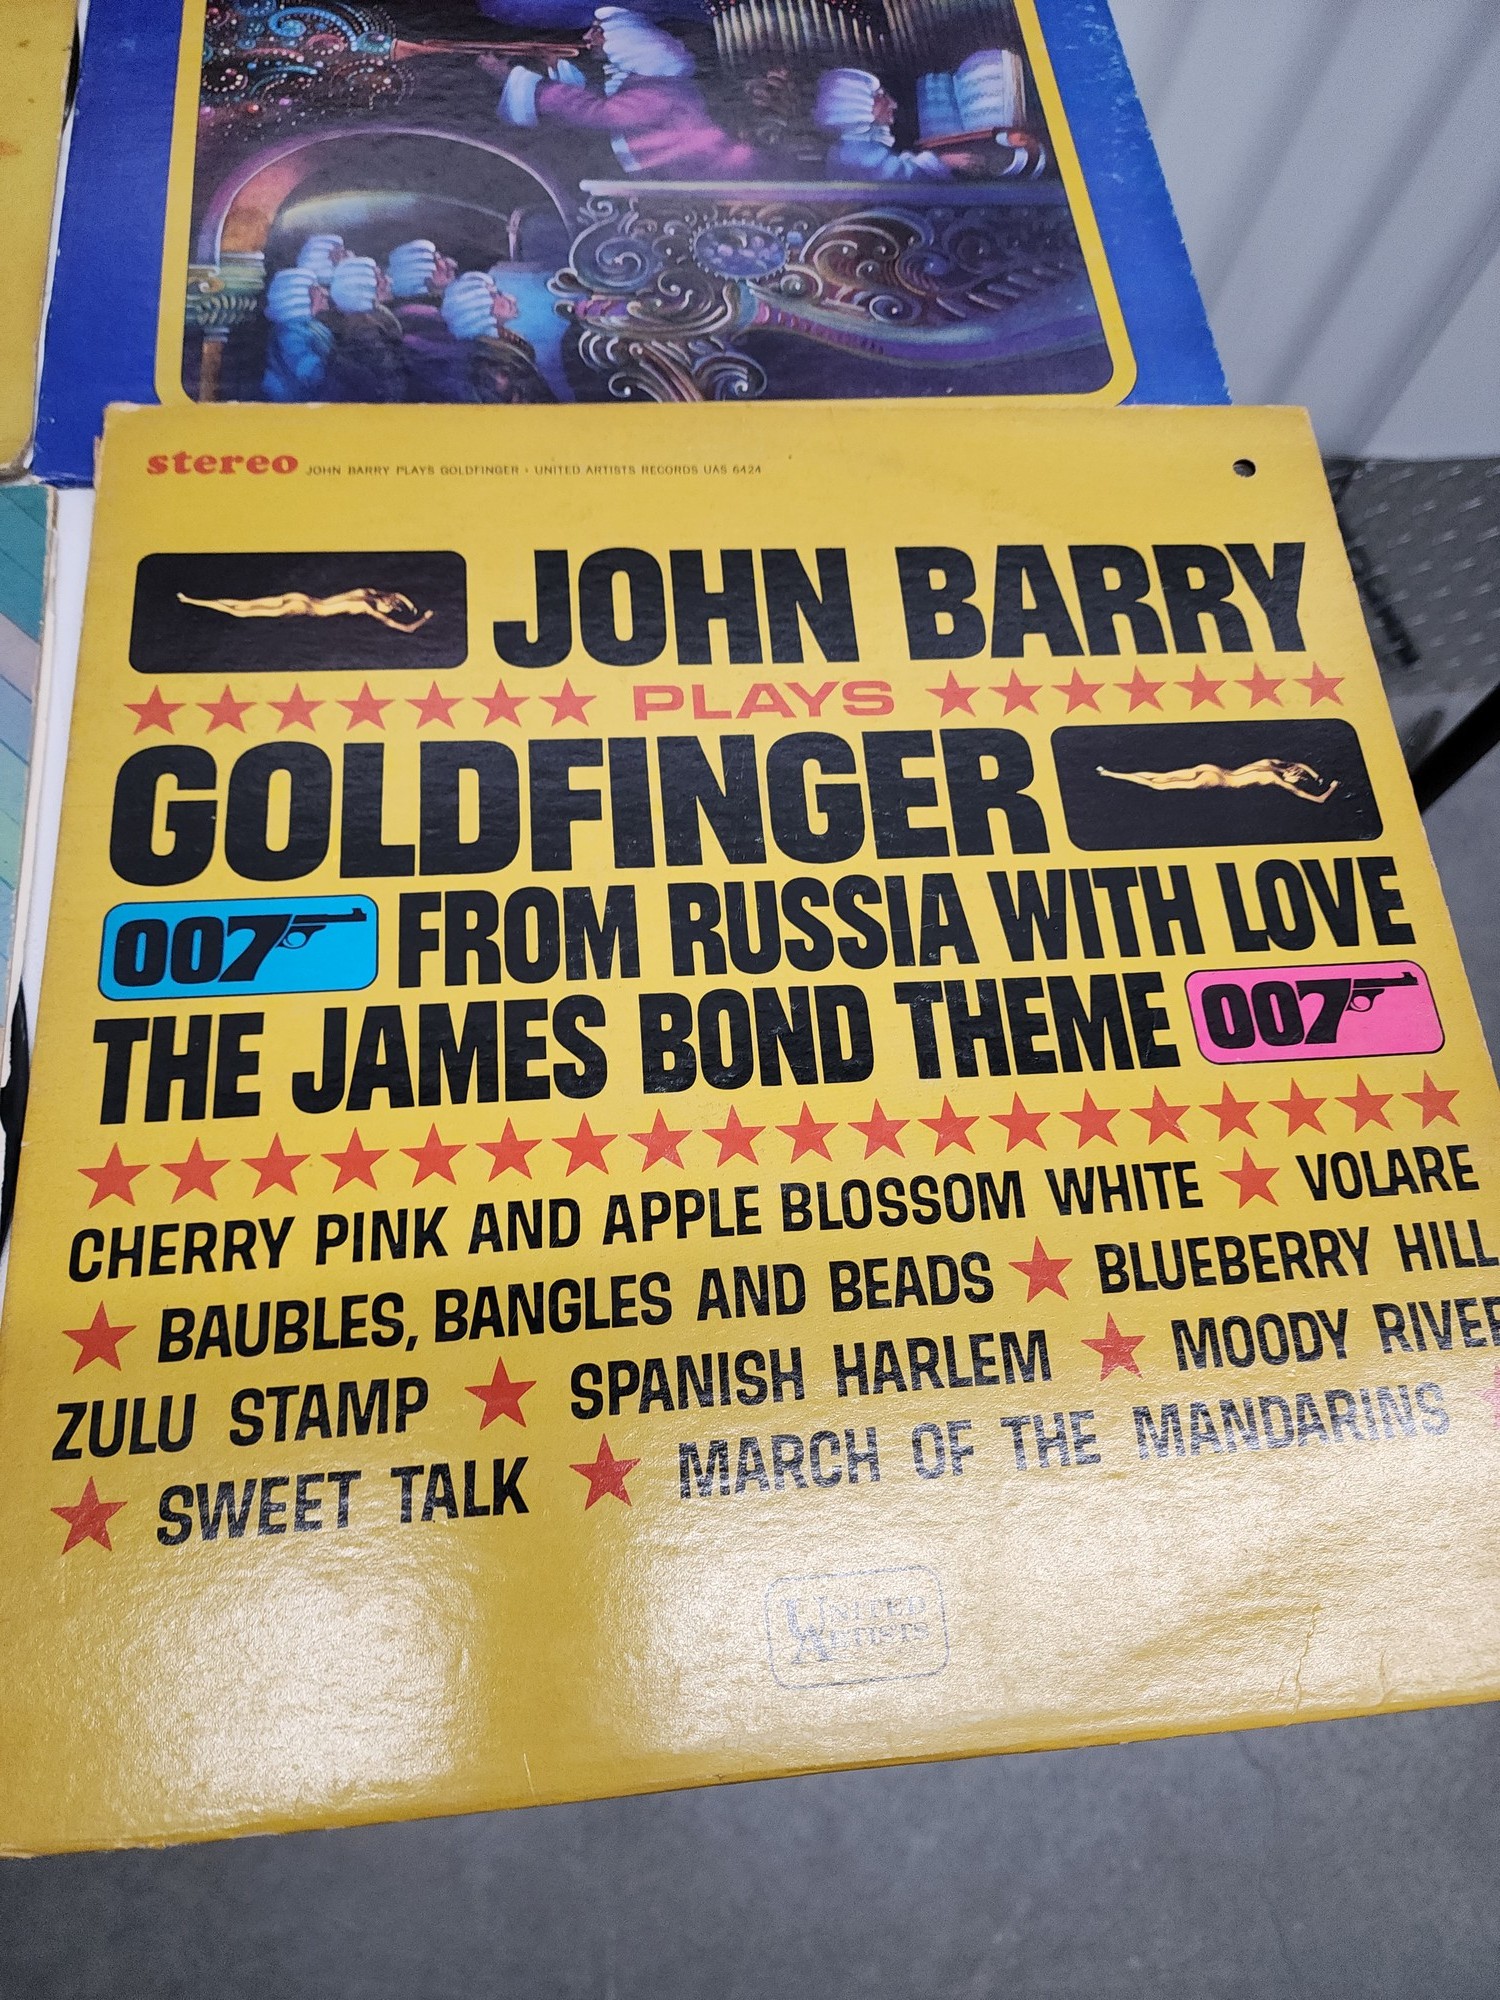 stereo JOHN BARRY PLAYS GOLDFINGER • UNITED ARTISTS RECORDS UAS 6424
JOHN BARRY
★★★★★★★ PLAYS ★★★★★★★
GOLDFINGER
007 FROM RUSSIA WITH LOVE
THE JAMES BOND THEME 007
CHERRY PINK AND APPLE BLOSSOM WHITE ★ VOLARE
★ BAUBLES, BANGLES AND BEADS ★ BLUEBERRY HILL
ZULU STAMP ★ SPANISH HARLEM ★ MOODY RIVER
★ SWEET TALK ★ MARCH OF THE MANDARINS
UNITED
ARTISTS